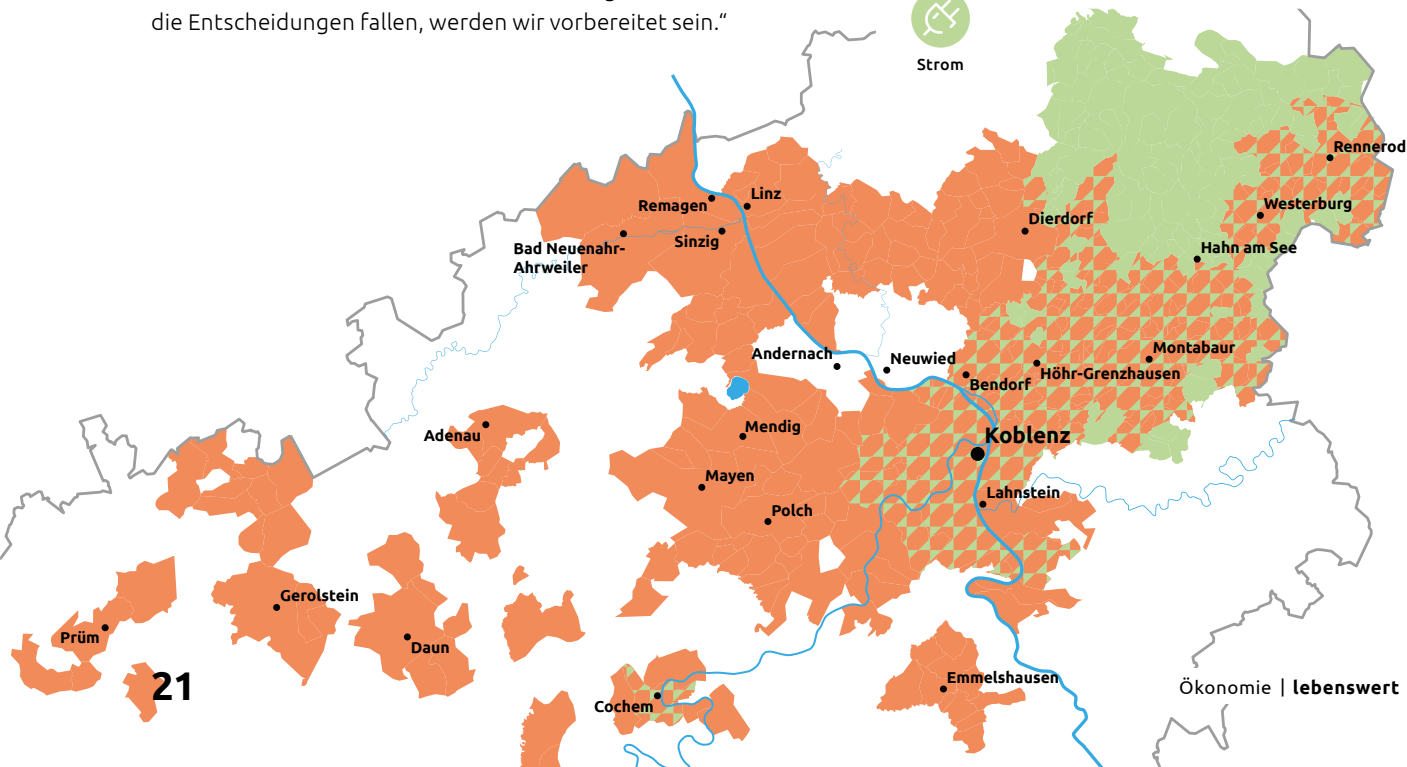 die Entscheidungen fallen, werden wir vorbereitet sein.“
Strom
Rennerod
Linz
Remagen
Westerburg
Dierdorf
Sinzig
Bad Neuenahr-
Ahrweiler
Hahn am See
Andernach
Neuwied
Montabaur
Höhr-Grenzhausen
Bendorf
Mendig
Adenau
Koblenz
Mayen
Lahnstein
Polch
Gerolstein
Prüm
Daun
21
Emmelshausen
Cochem
Ökonomie | lebenswert